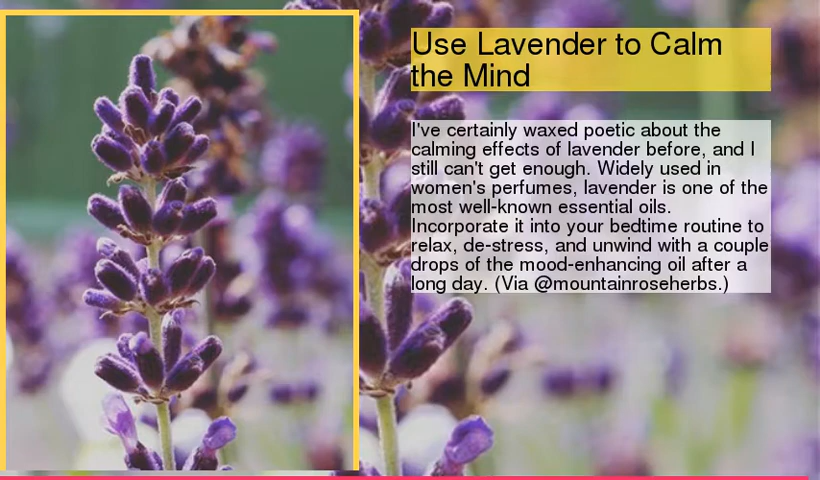 Use Lavender to Calm
the Mind
I've certainly waxed poetic about the
calming effects of lavender before, and I
still can't get enough. Widely used in
women's perfumes, lavender is one of the
most well-known essential oils.
Incorporate it into your bedtime routine to
relax, de-stress, and unwind with a couple
drops of the mood-enhancing oil after a
long day. (Via @mountainroseherbs.)